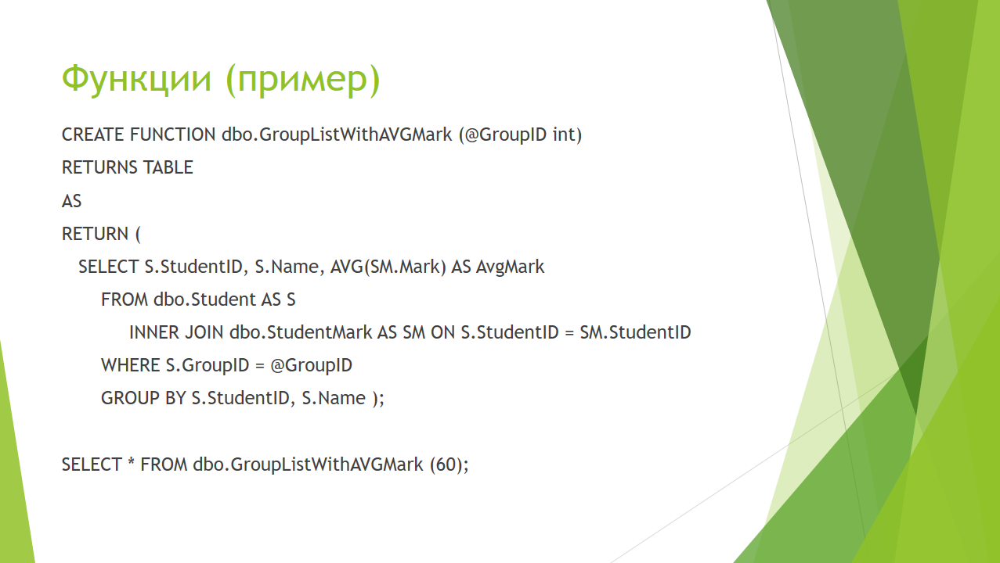 Функции (пример)
CREATE FUNCTION dbo.GroupListWithAVGMark (@GroupID int)
RETURNS TABLE
AS
RETURN (
SELECT S.StudentID, S.Name, AVG(SM.Mark) AS AvgMark
FROM dbo.Student AS S
INNER JOIN dbo.StudentMark AS SM ON S.StudentID = SM.StudentID
WHERE S.GroupID = @GroupID
GROUP BY S.StudentID, S.Name );
SELECT * FROM dbo.GroupListWithAVGMark (60);